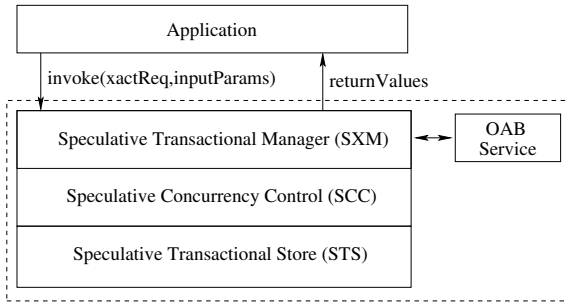 Application
invoke(xactReq,inputParams)
returnValues
Speculative Transactional Manager (SXM)
OAB
Service
Speculative Concurrency Control (SCC)
Speculative Transactional Store (STS)